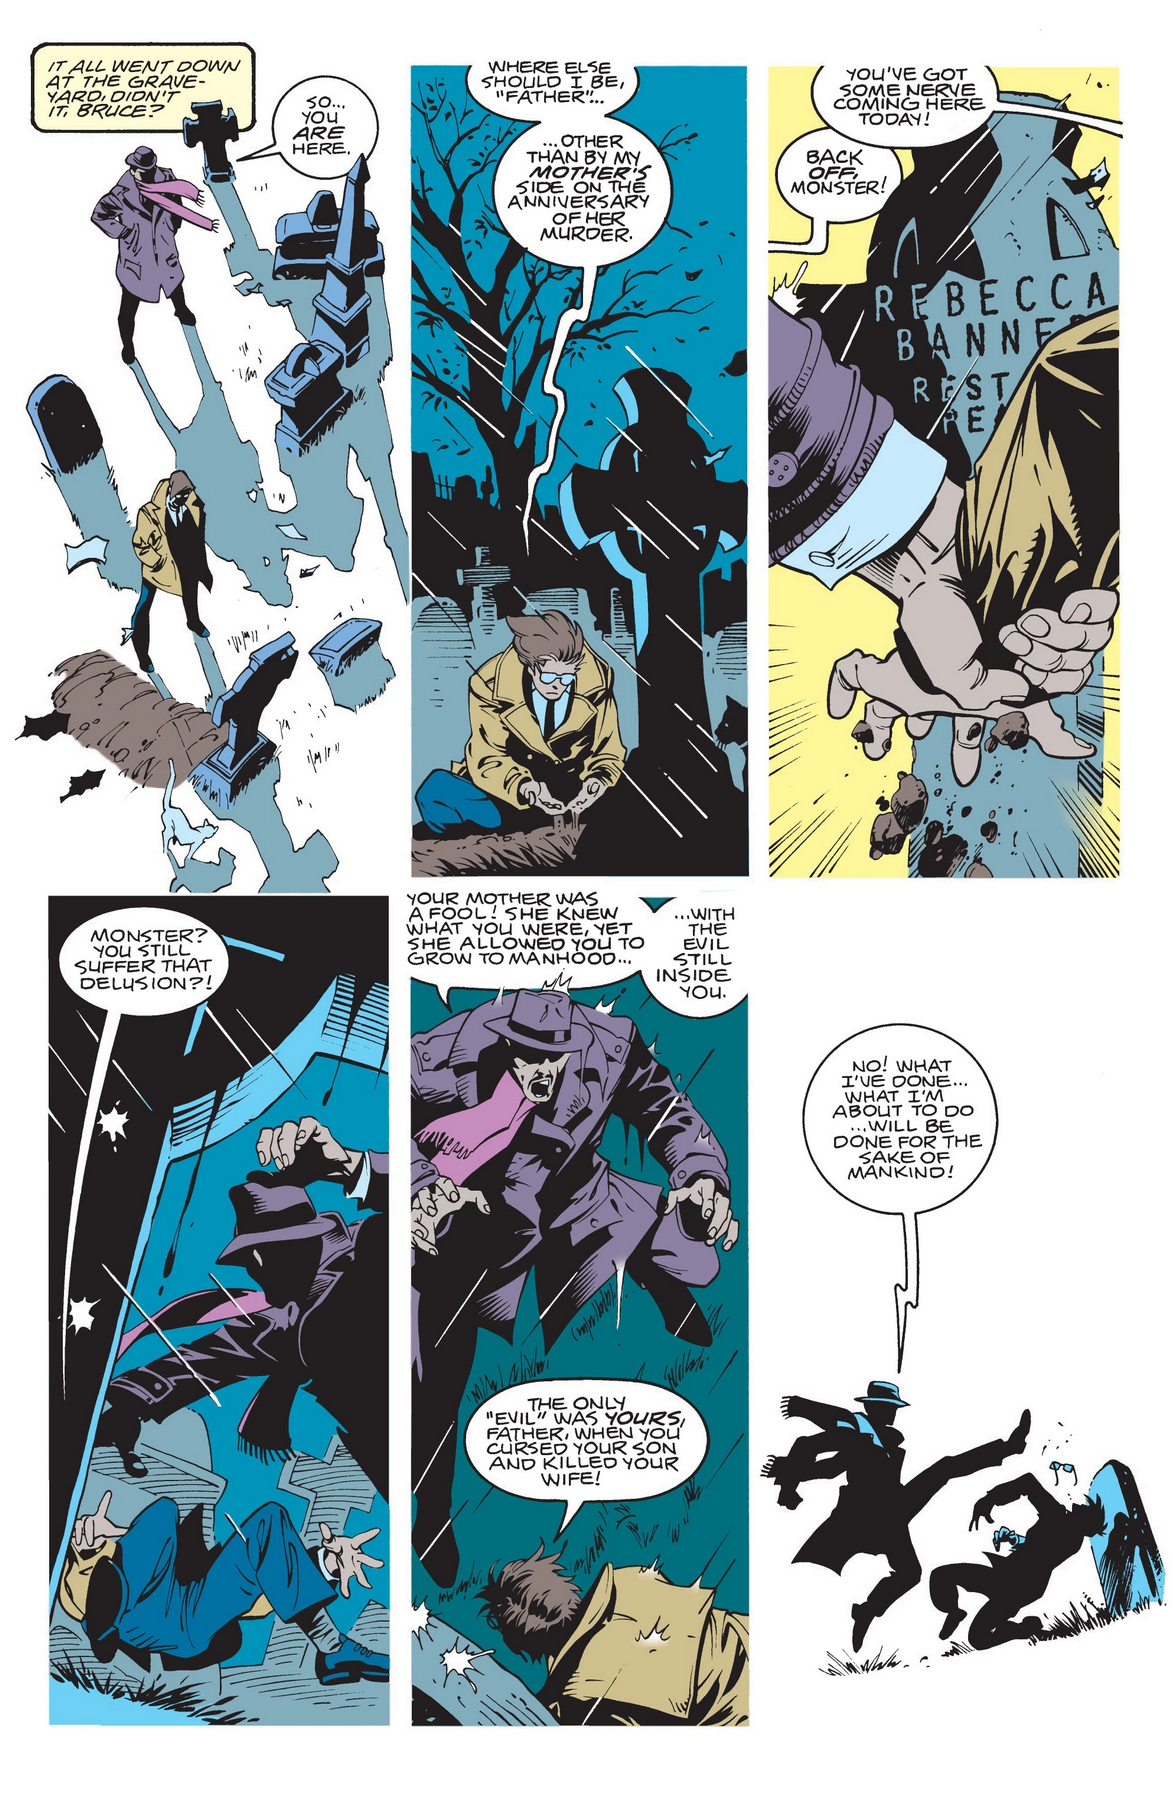 IT ALL WENT DOWN
AT THE GRAVE-
YARD, DIDN'T
IT, BRUCE?
SO...
YOU
ARE
HERE.
WHERE ELSE
SHOULD I BE,
"FATHER"...
...OTHER
THAN BY MY
MOTHER'S
SIDE ON THE
ANNIVERSARY
OF HER
MURDER.
YOU'VE GOT
SOME NERVE
COMING HERE
TODAY!
BACK
OFF,
MONSTER!
REBECCA
BANNE
REST
PEA
MONSTER?
YOU STILL
SUFFER THAT
DELUSION?!
YOUR MOTHER WAS
A FOOL! SHE KNEW
WHAT YOU WERE, YET
SHE ALLOWED YOU TO
GROW TO MANHOOD...
...WITH
THE
EVIL
STILL
INSIDE
YOU.
THE ONLY
"EVIL" WAS YOURS,
FATHER, WHEN YOU
CURSED YOUR SON
AND KILLED YOUR
WIFE!
NO! WHAT
I'VE DONE...
WHAT I'M
ABOUT TO DO
...WILL BE
DONE FOR THE
SAKE OF
MANKIND!